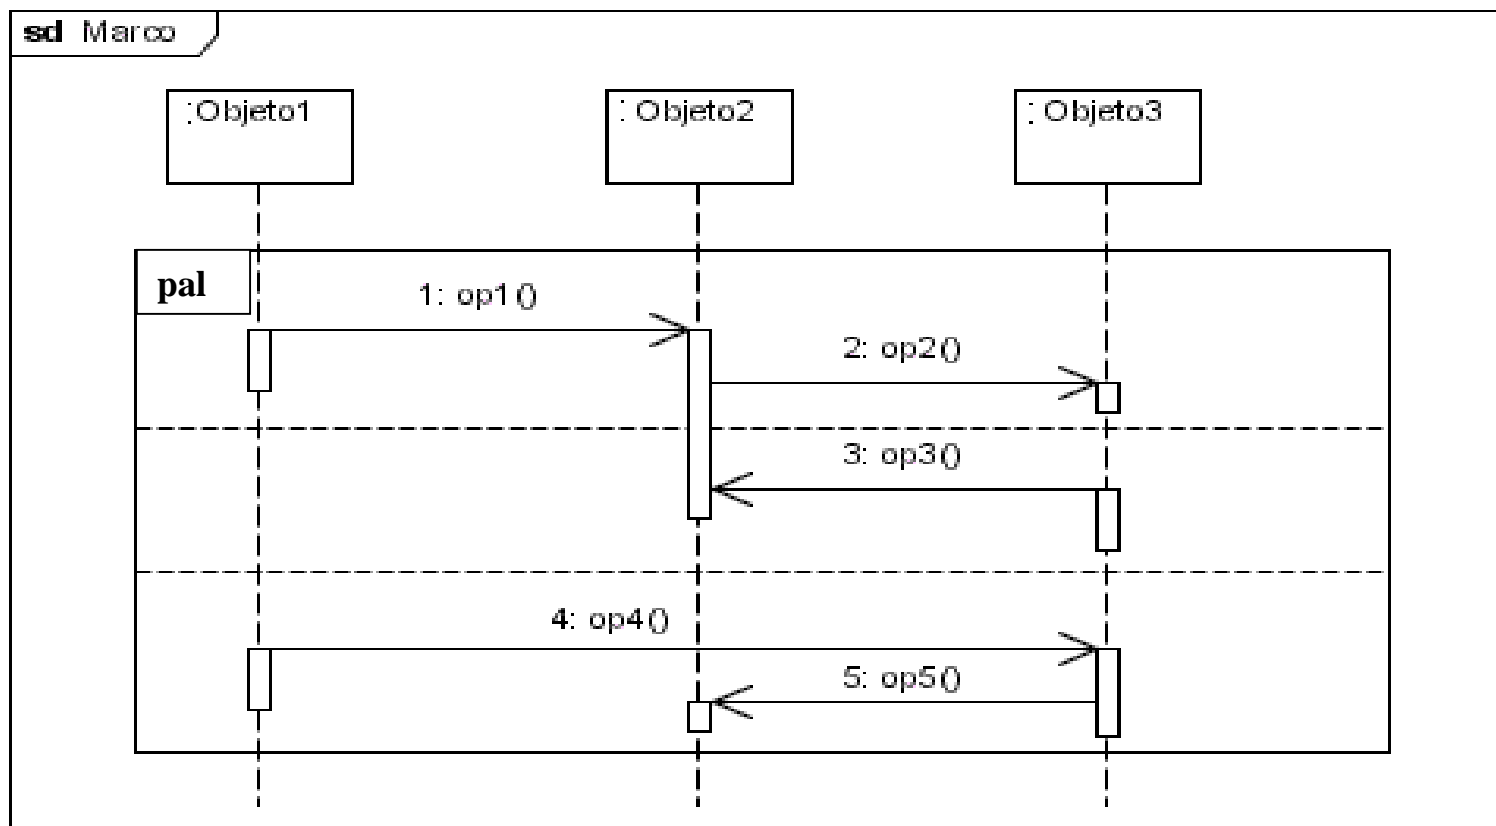 sd Marco
:Objeto1
: Objeto2
: Objeto3
pal
1: op1()
2: op2()
3: op3()
4: op4()
5: op5()